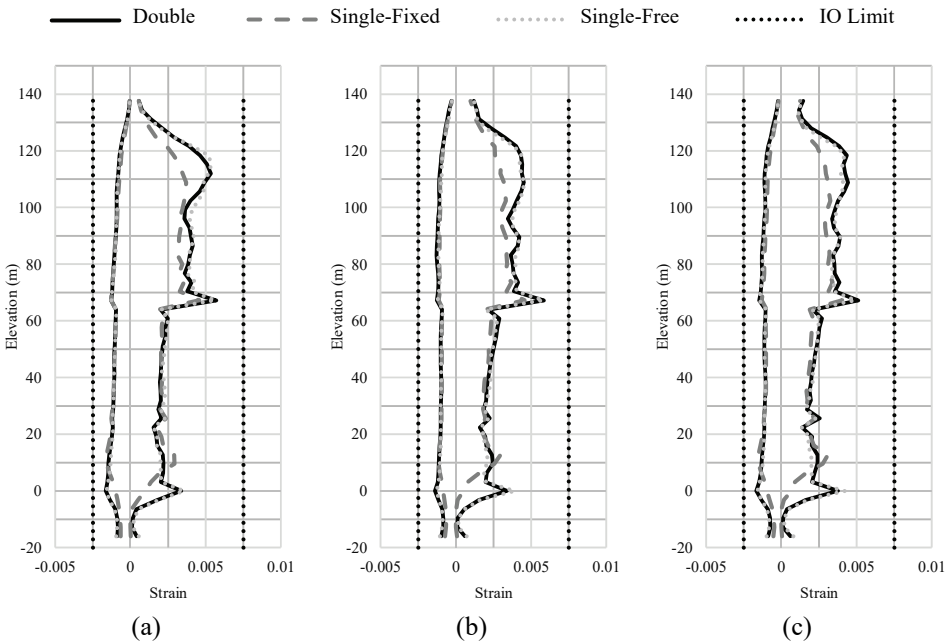 Double Single-Fixed Single-Free IO Limit
140 140 140
120 120 120
100 100 100
80 80 80
60 60 60
40 40 40
20 20 20
0 0 0
-20 -20 -20
Elevation (m) Elevation (m) Elevation (m)
-0.005 0 0.005 0.01 -0.005 0 0.005 0.01 -0.005 0 0.005 0.01
Strain Strain Strain
(a) (b) (c)